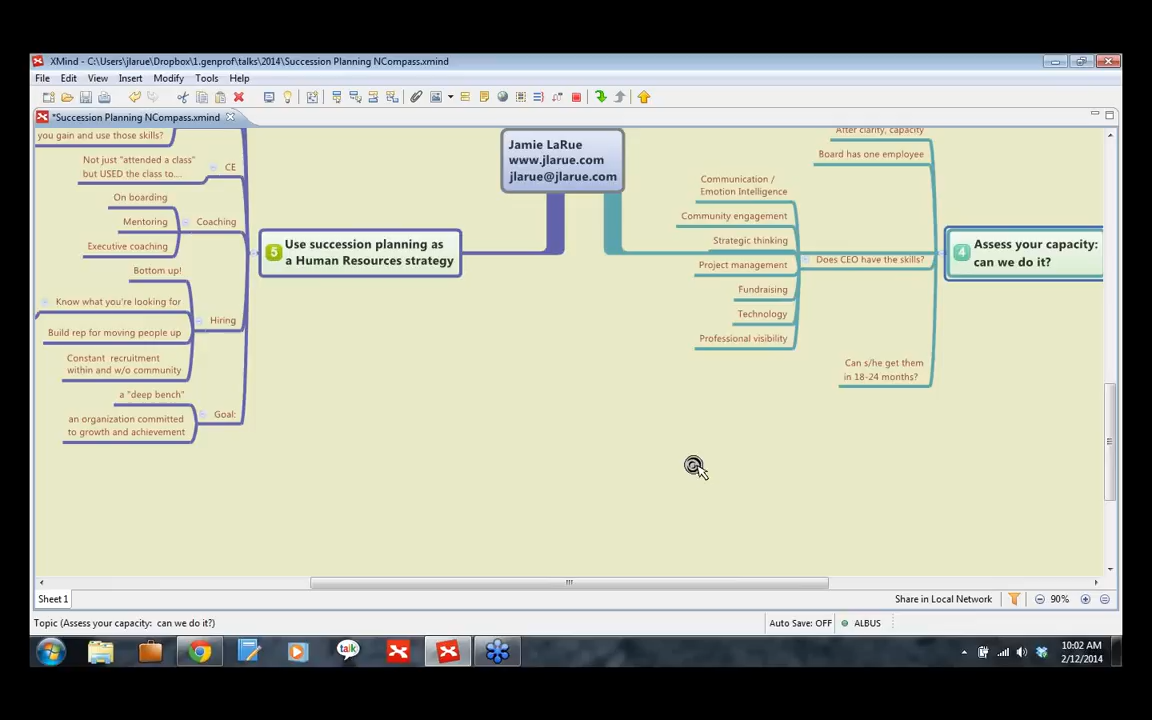 XMind - C:\Users\jlarue\Dropbox\1.genprof\talks\2014\Succession Planning NCompass.xmind
File Edit View Insert Modify Tools Help
*Succession Planning NCompass.xmind
you gain and use those skills?
Not just "attended a class"
but USED the class to...
CE
On boarding
Mentoring
Executive coaching
Coaching
Bottom up!
Know what you're looking for
Build rep for moving people up
Constant recruitment
within and w/o community
Hiring
a "deep bench"
an organization committed
to growth and achievement
Goal:
5
Use succession planning as
a Human Resources strategy
Jamie LaRue
www.jlarue.com
jlarue@jlarue.com
After clarity, capacity
Board has one employee
Communication /
Emotion Intelligence
Community engagement
Strategic thinking
Project management
Fundraising
Technology
Professional visibility
Does CEO have the skills?
Can s/he get them
in 18-24 months?
4
Assess your capacity:
can we do it?
Sheet 1
Share in Local Network
90%
Topic (Assess your capacity: can we do it?)
Auto Save: OFF
ALBUS
talk
10:02 AM
2/12/2014